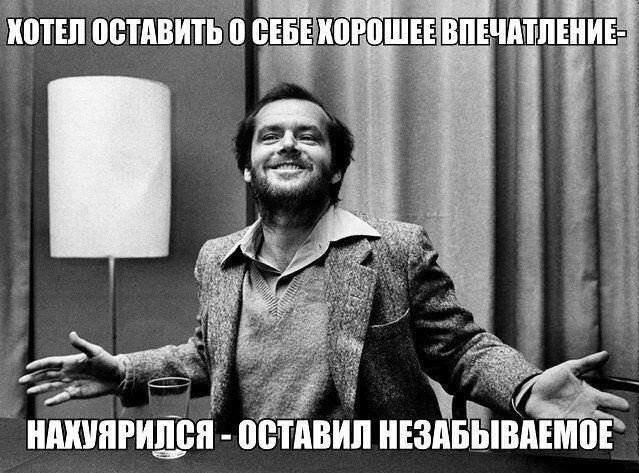 ХОТЕЛ ОСТАВИТЬ О СЕБЕ ХОРОШЕЕ ВПЕЧАТЛЕНИЕ-
НАХУЯРИЛСЯ - ОСТАВИЛ НЕЗАБЫВАЕМОЕ